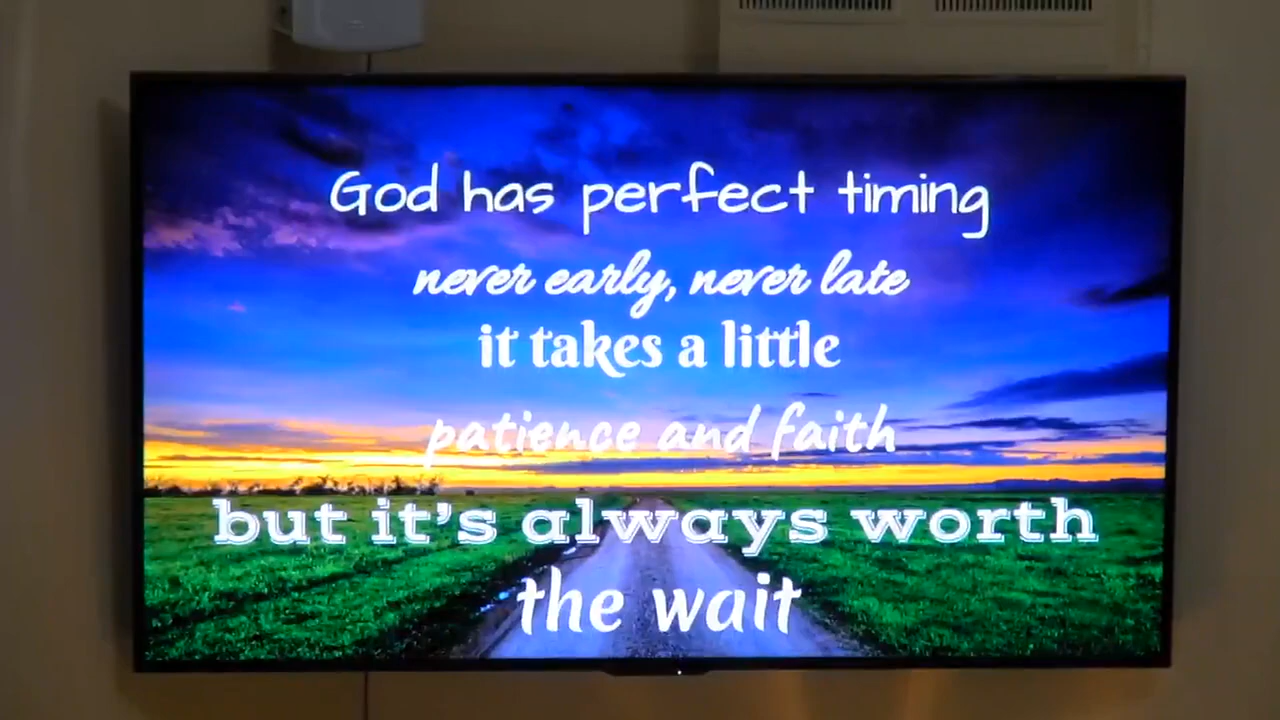 God has perfect timing
never early, never late
it takes a little
patience and faith
but it's always worth
the wait